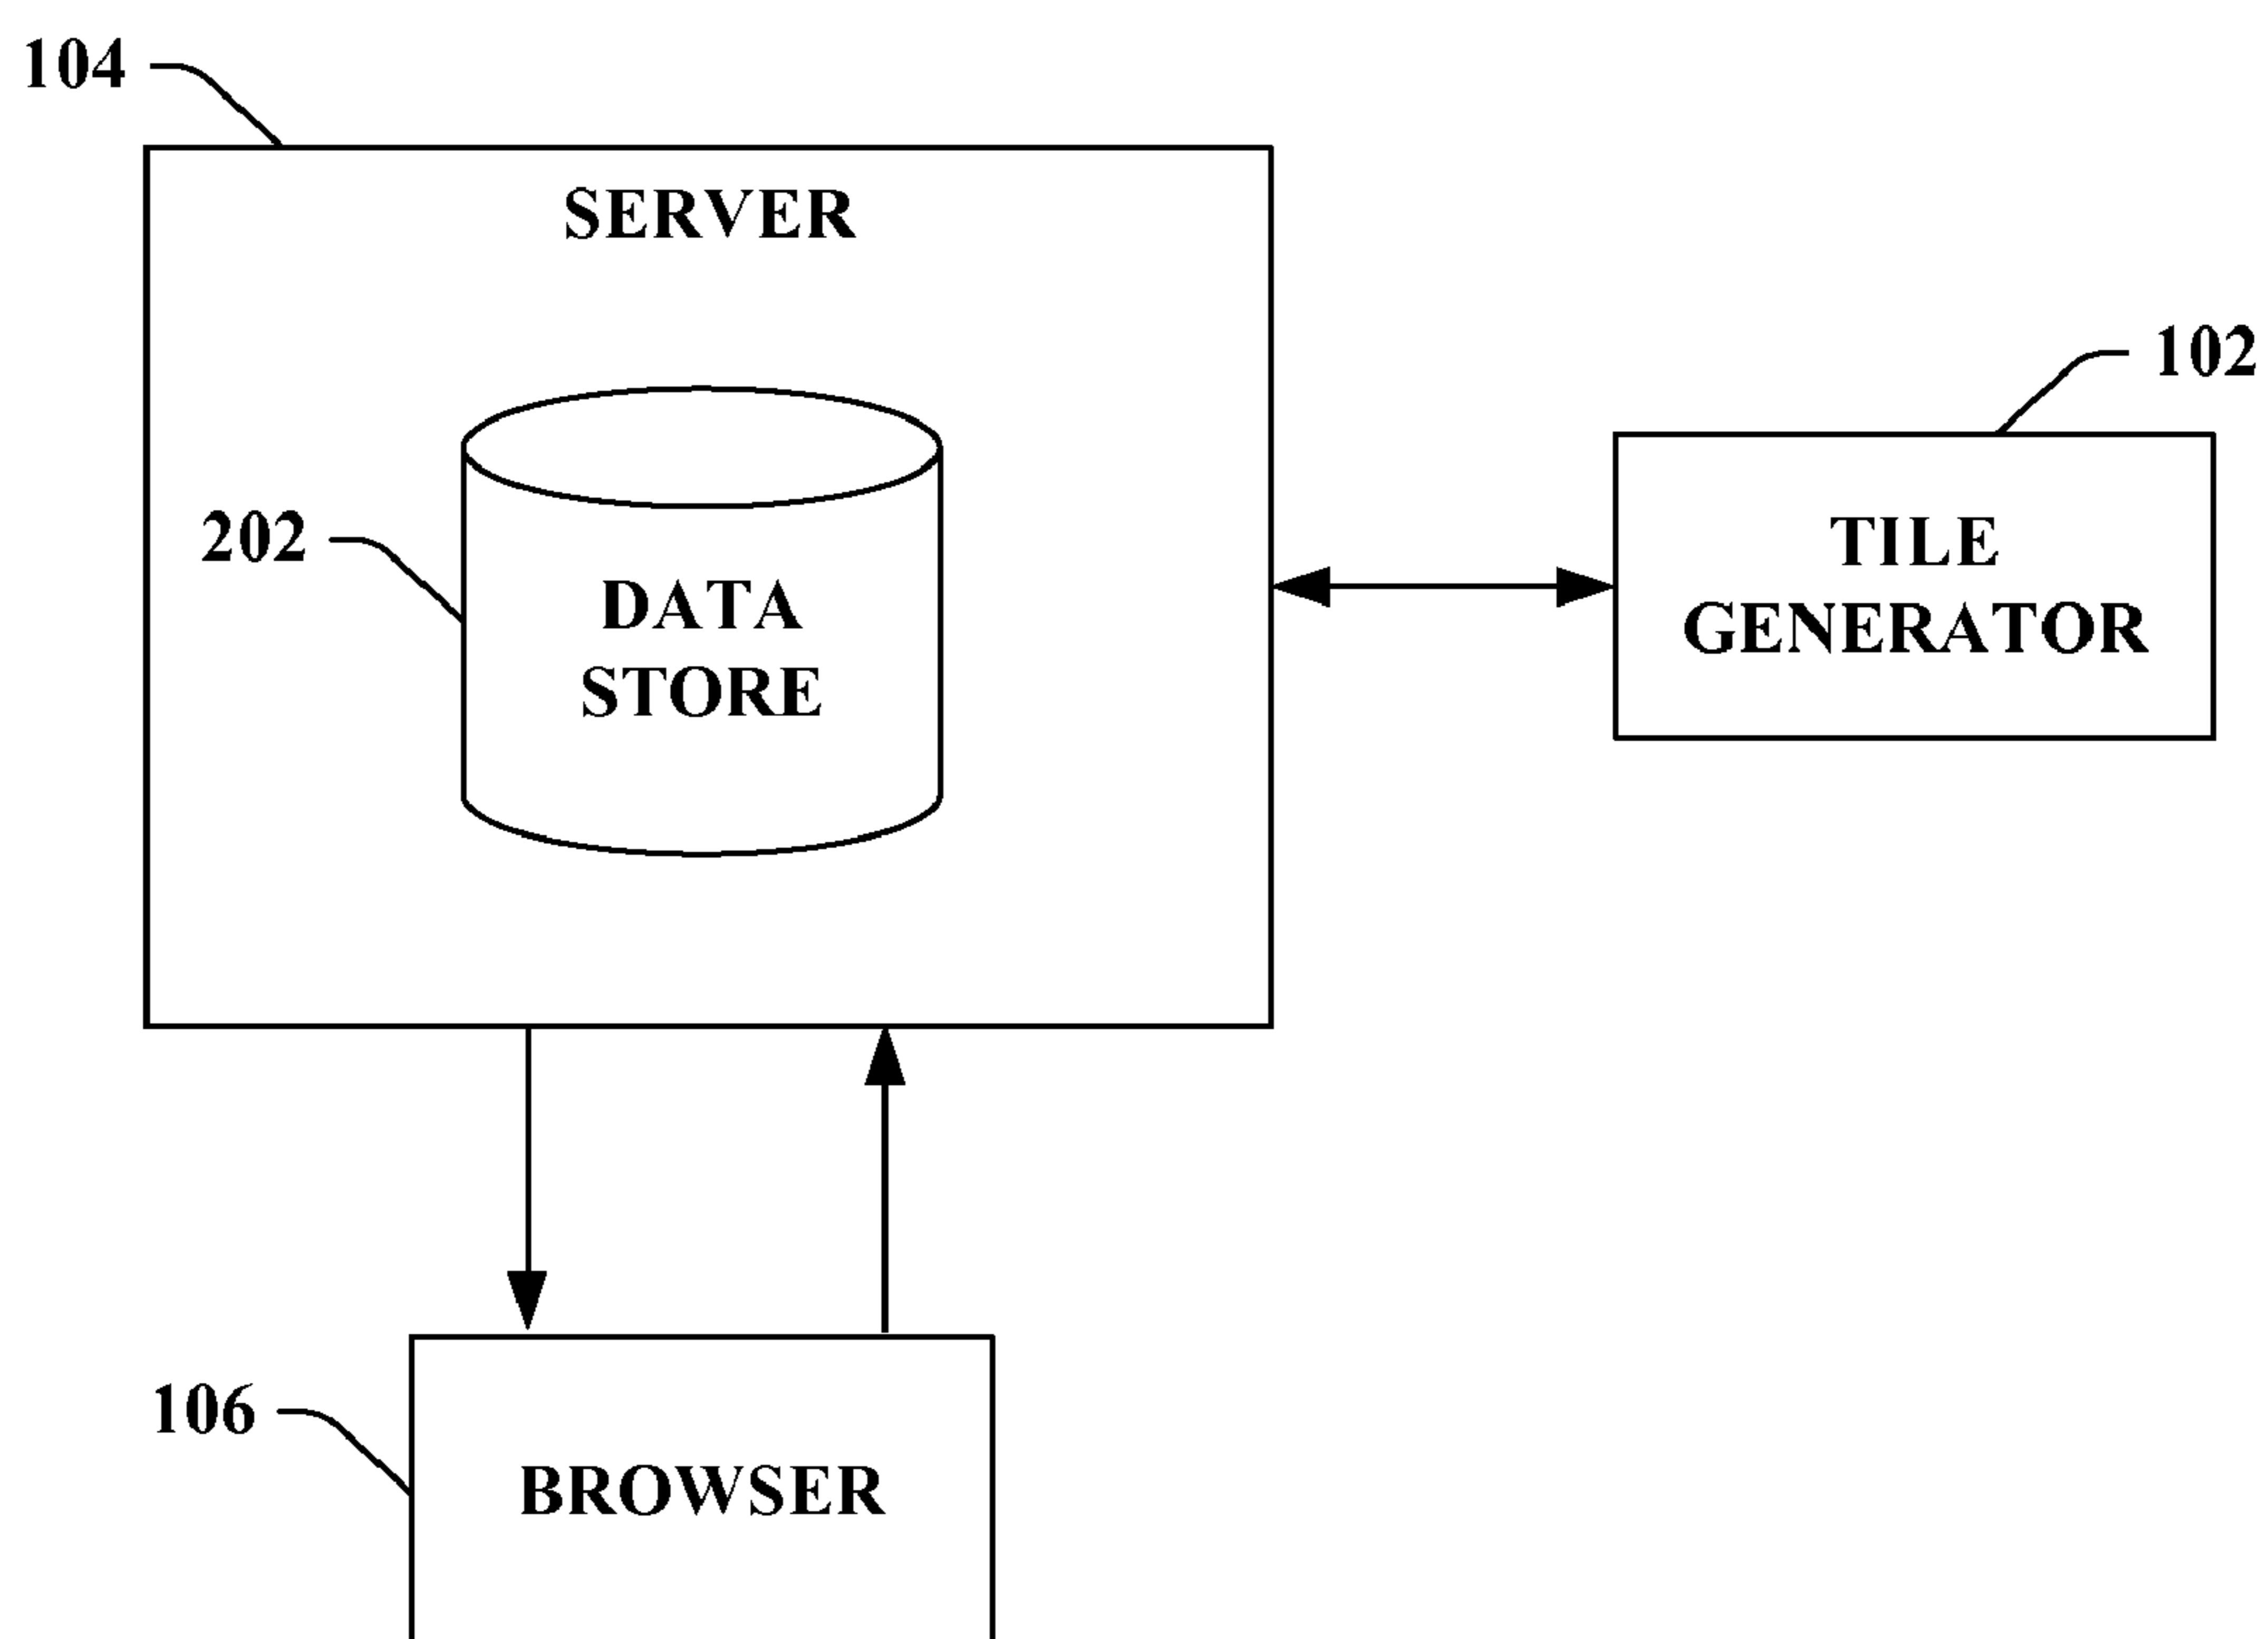 104
SERVER
102
202
DATA
STORE
TILE
GENERATOR
106
BROWSER